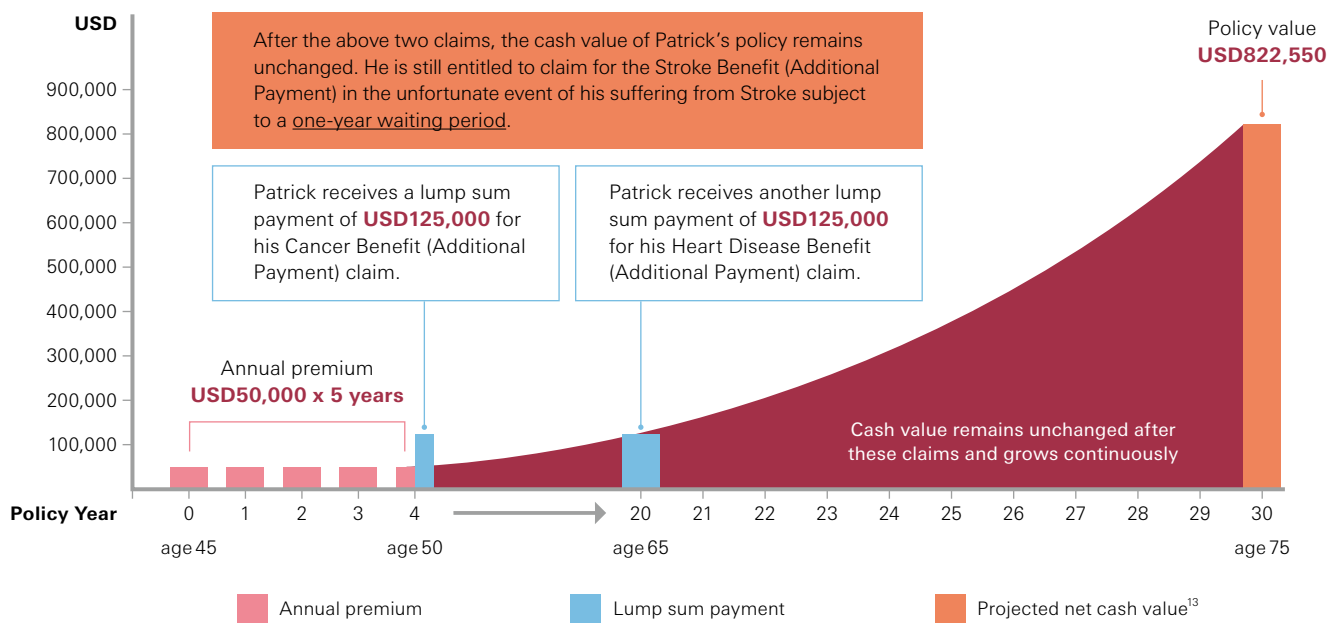 USD
After the above two claims, the cash value of Patrick's policy remains
unchanged. He is still entitled to claim for the Stroke Benefit (Additional
Payment) in the unfortunate event of his suffering from Stroke subject
to a one-year waiting period.
Policy value
USD822,550
900,000
800,000
700,000
600,000
500,000
400,000
300,000
200,000
100,000
Patrick receives a lump sum
payment of USD125,000 for
his Cancer Benefit (Additional
Payment) claim.
Patrick receives another lump
sum payment of USD125,000
for his Heart Disease Benefit
(Additional Payment) claim.
Annual premium
USD50,000 x 5 years
Cash value remains unchanged after
these claims and grows continuously
Policy Year 0 1 2 3 4 20 21 22 23 24 25 26 27 28 29 30
age 45 age 50 age 65 age 75
Annual premium Lump sum payment Projected net cash value¹³